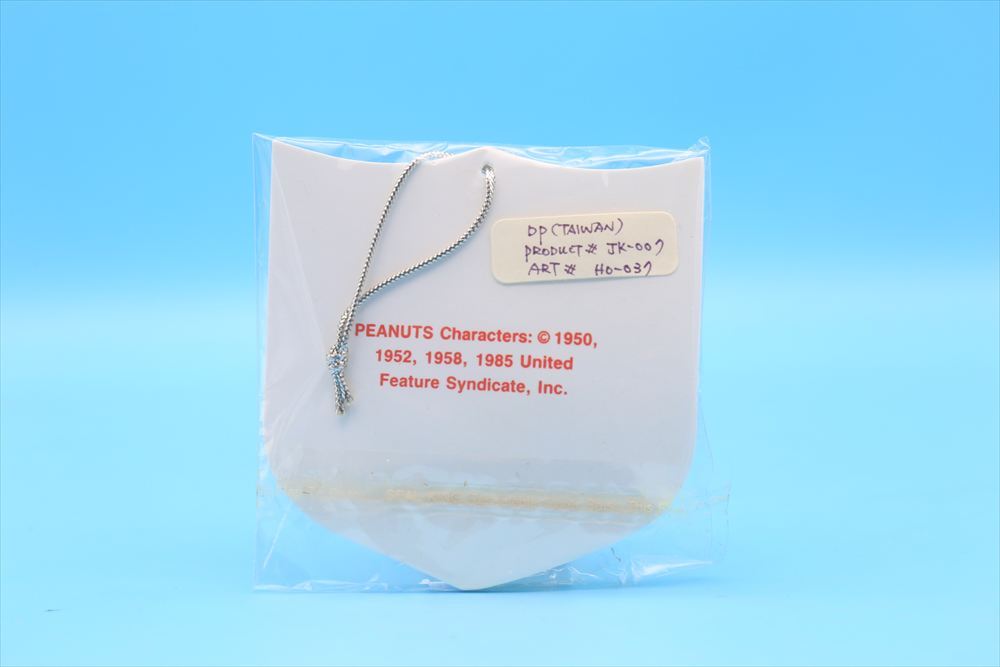 DP (TAIWAN)
PRODUCT # JK-007
ART # HO-037
PEANUTS Characters: © 1950,
1952, 1958, 1985 United
Feature Syndicate, Inc.